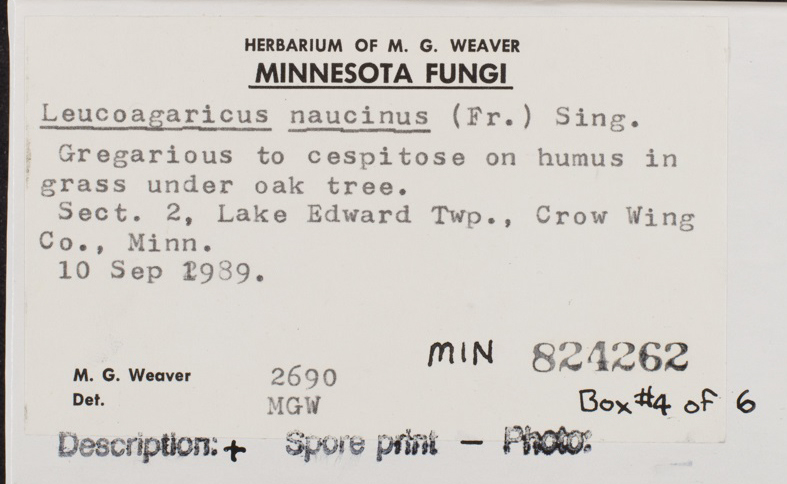 HERBARIUM OF M. G. WEAVER
MINNESOTA FUNGI
Leucoagaricus naucinus (Fr.) Sing.
Gregarious to cespitose on humus in
grass under oak tree.
Sect. 2, Lake Edward Twp., Crow Wing
Co., Minn.
10 Sep 1989.
MIN 824262
M. G. Weaver 2690
Det. MGW
Box #4 of 6
Description: + Spore print — Photo: